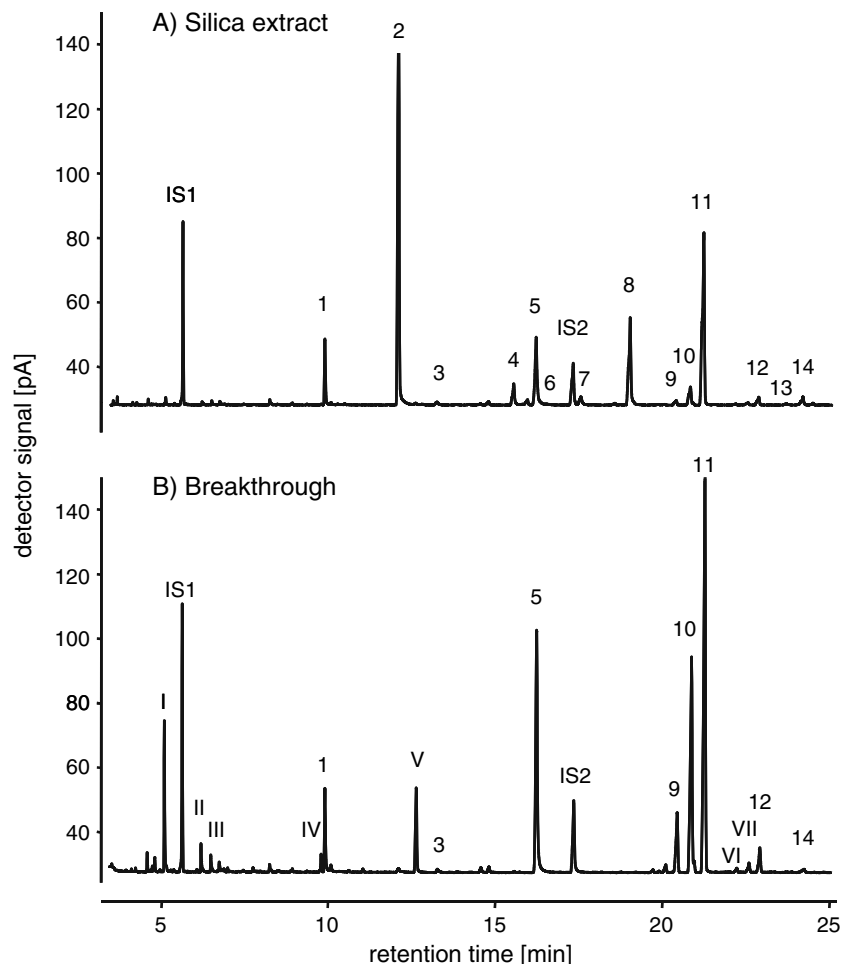 A) Silica extract
140
120
100
80
60
40
IS1
1
2
3
4
5
6
IS2
7
8
9
10
11
12
13
14
detector signal [pA]
B) Breakthrough
140
120
100
80
60
40
I
IS1
II
III
IV
1
V
3
5
IS2
9
10
11
VI
VII
12
14
5 10 15 20 25
retention time [min]